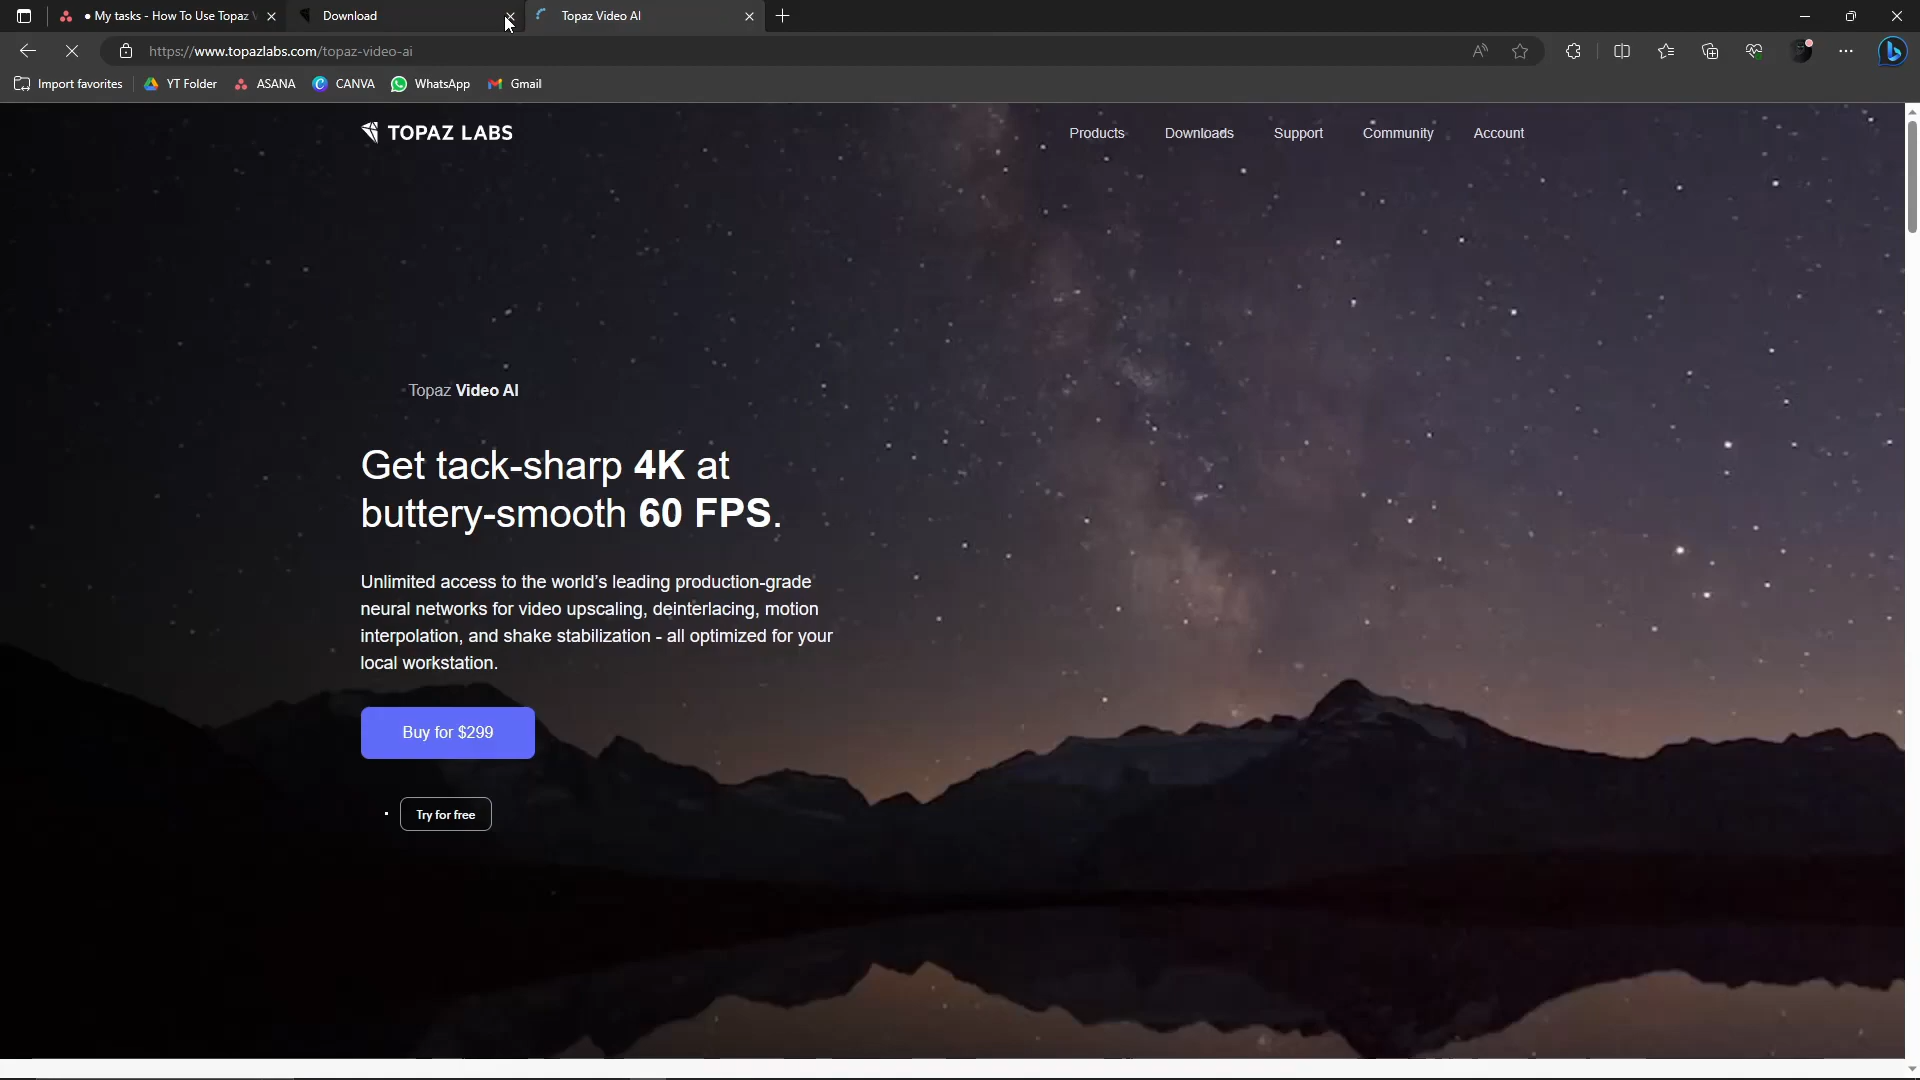 • My tasks - How To Use Topaz V
Download
Topaz Video AI
https://www.topazlabs.com/topaz-video-ai
Import favorites
YT Folder
ASANA
CANVA
WhatsApp
Gmail
TOPAZ LABS
Products
Downloads
Support
Community
Account
Topaz Video AI
Get tack-sharp 4K at
buttery-smooth 60 FPS.
Unlimited access to the world's leading production-grade
neural networks for video upscaling, deinterlacing, motion
interpolation, and shake stabilization - all optimized for your
local workstation.
Buy for $299
Try for free